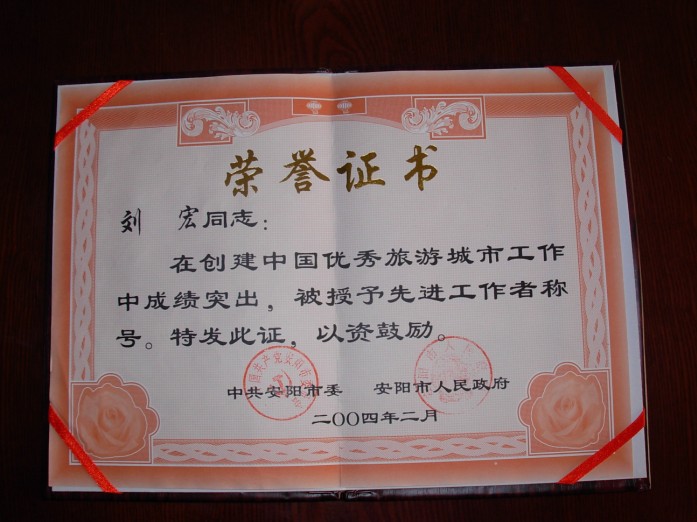 荣誉证书
刘 宏同志：
在创建中国优秀旅游城市工作
中成绩突出，被授予先进工作者称
号。特发此证，以资鼓励。
中共安阳市委 安阳市人民政府
二〇〇四年二月